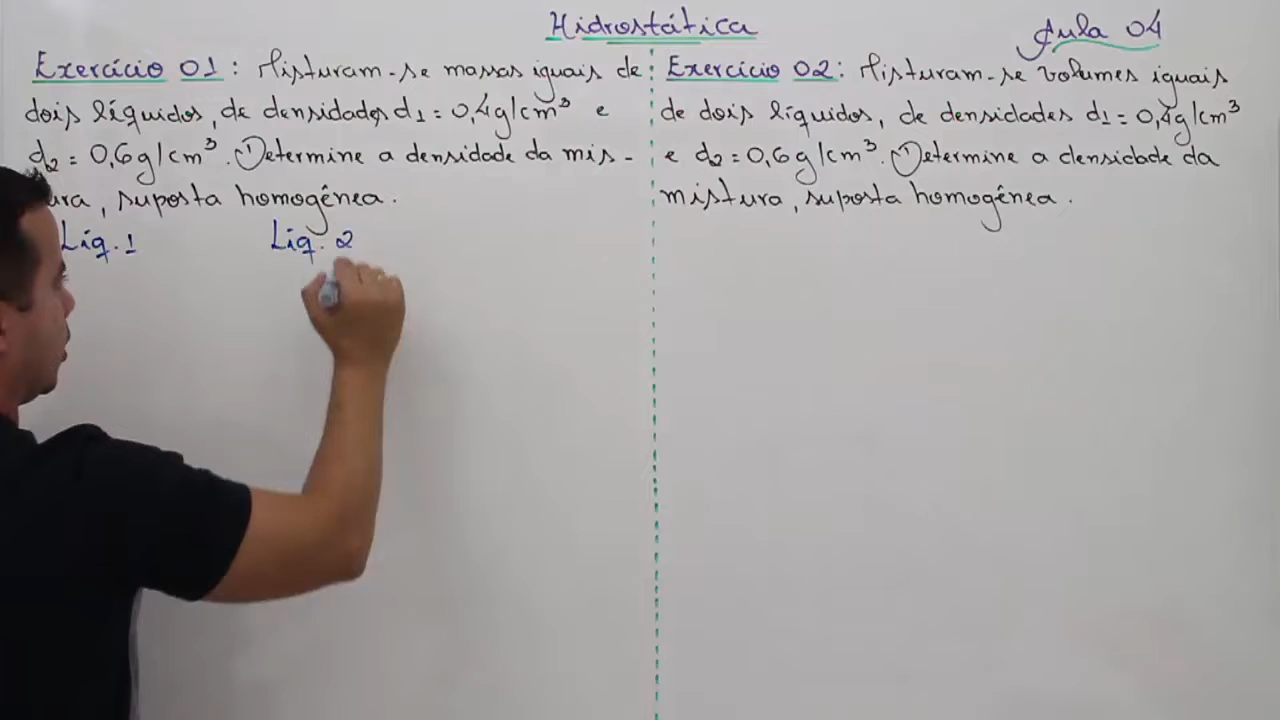 Hidrostática
Aula 04
Exercício 01: Misturam-se massas iguais de
dois líquidos, de densidades d1 = 0,4g/cm³ e
d2 = 0,6g/cm³. Determine a densidade da mis-
ura, suposta homogênea.
Líq. 1 Líq. 2
Exercício 02: Misturam-se volumes iguais
de dois líquidos, de densidades d1 = 0,4g/cm³
e d2 = 0,6g/cm³. Determine a densidade da
mistura, suposta homogênea.